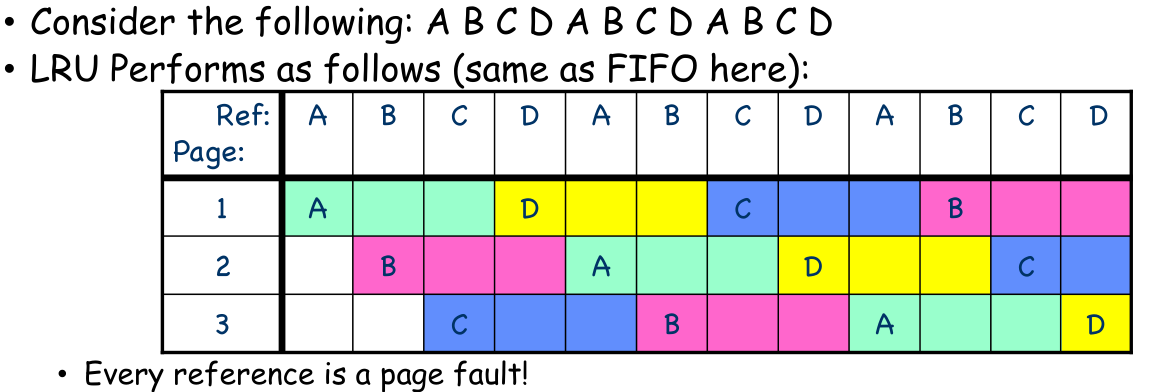 • Consider the following: A B C D A B C D A B C D
• LRU Performs as follows (same as FIFO here):
Ref: A B C D A B C D A B C D
Page:
1 A D C B
2 B A D C
3 C B A D
• Every reference is a page fault!